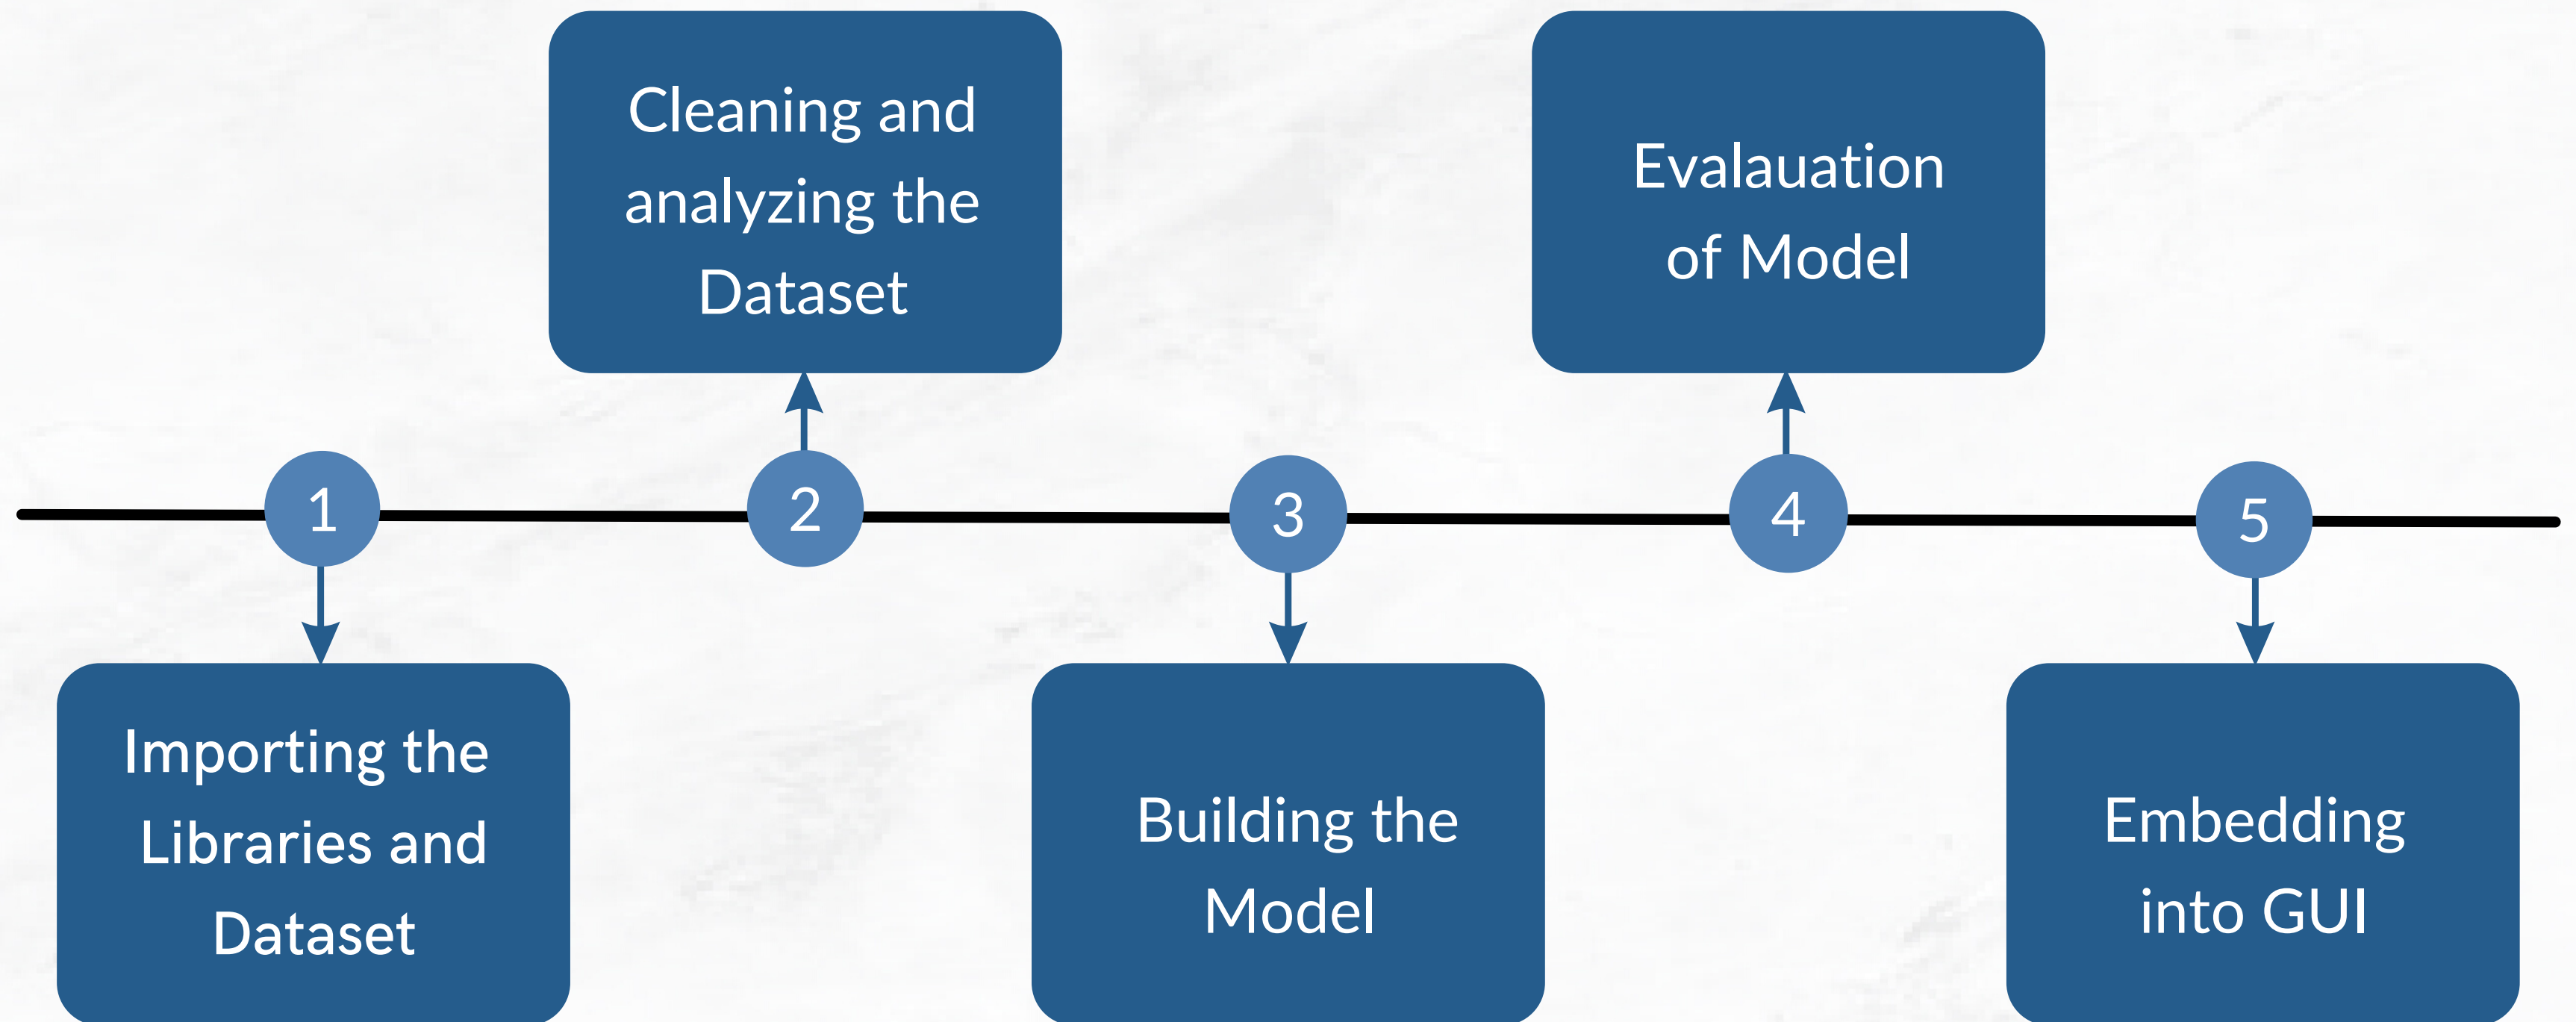 Cleaning and
analyzing the
Dataset
Evalauation
of Model
1
2
3
4
5
Importing the
Libraries and
Dataset
Building the
Model
Embedding
into GUI